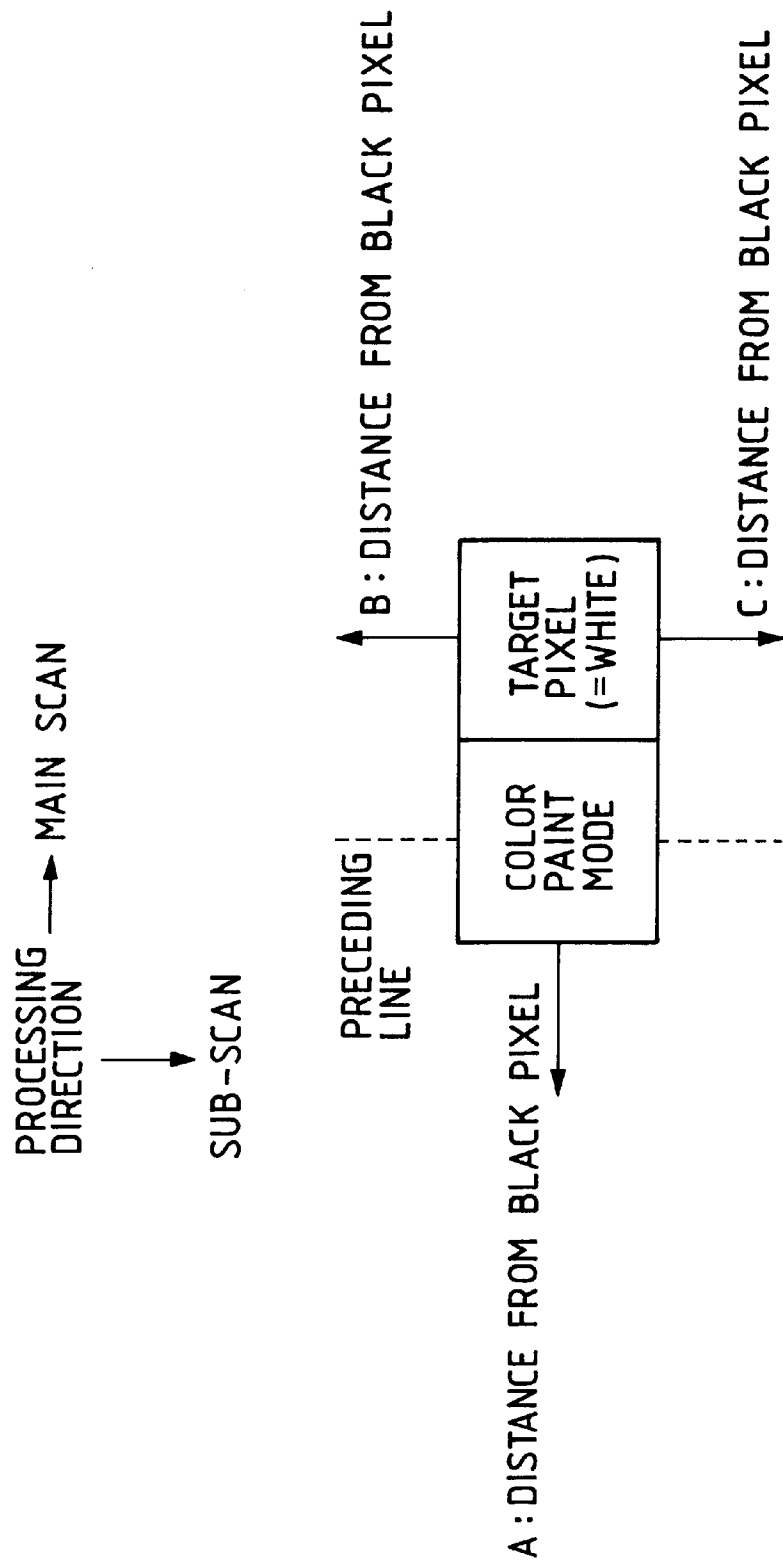 PROCESSING
DIRECTION
MAIN SCAN
SUB-SCAN
PRECEDING
LINE
B : DISTANCE FROM BLACK PIXEL
COLOR
PAINT
MODE
TARGET
PIXEL
(=WHITE)
A : DISTANCE FROM BLACK PIXEL
C : DISTANCE FROM BLACK PIXEL